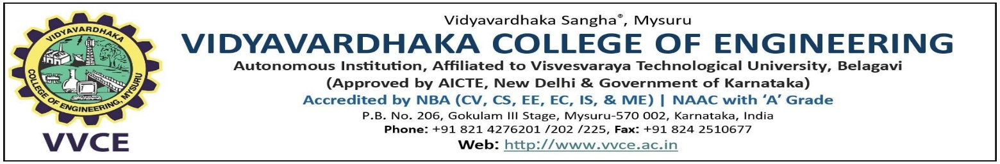 VIDYAVARDHAKA
COLLEGE OF ENGINEERING, MYSURU
VVCE
Vidyavardhaka Sangha®, Mysuru
VIDYAVARDHAKA COLLEGE OF ENGINEERING
Autonomous Institution, Affiliated to Visvesvaraya Technological University, Belagavi
(Approved by AICTE, New Delhi & Government of Karnataka)
Accredited by NBA (CV, CS, EE, EC, IS, & ME) | NAAC with ‘A’ Grade
P.B. No. 206, Gokulam III Stage, Mysuru-570 002, Karnataka, India
Phone: +91 821 4276201 /202 /225, Fax: +91 824 2510677
Web: http://www.vvce.ac.in